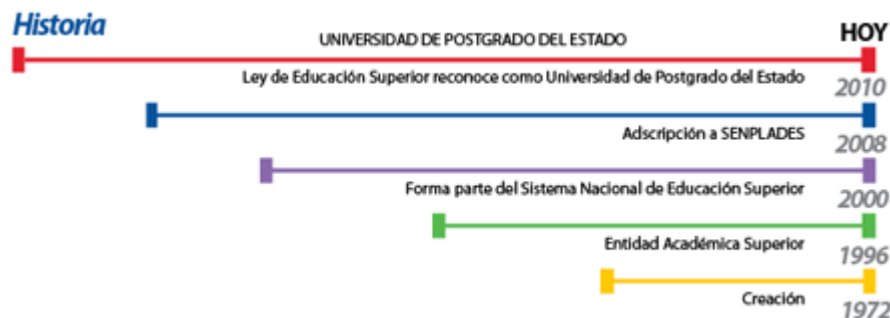 Historia
UNIVERSIDAD DE POSTGRADO DEL ESTADO
HOY
Ley de Educación Superior reconoce como Universidad de Postgrado del Estado
2010
Adscripción a SENPLADES
2008
Forma parte del Sistema Nacional de Educación Superior
2000
Entidad Académica Superior
1996
Creación
1972